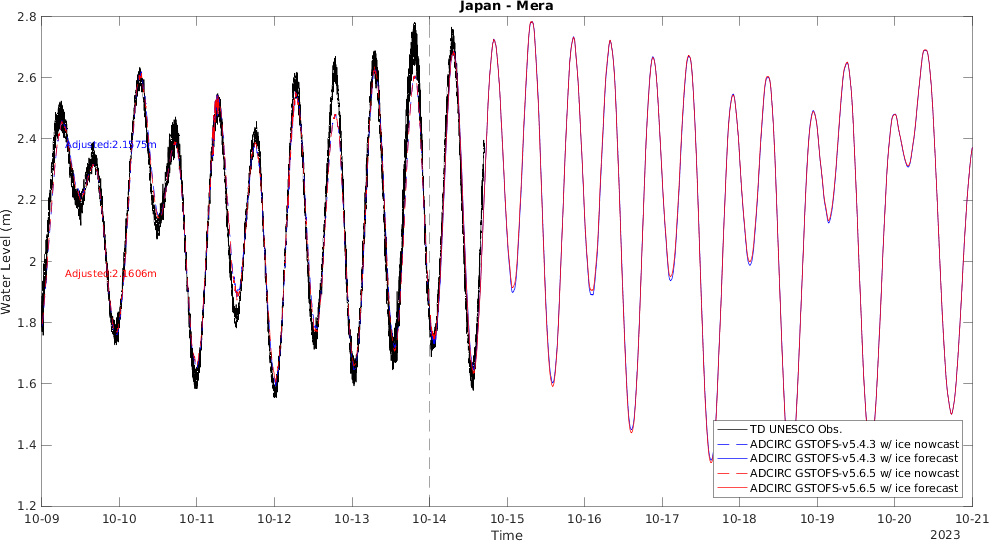 Japan - Mera
2.8
2.6
2.4
2.2
2
1.8
1.6
1.4
1.2
Water Level (m)
Adjusted:2.1575m
Adjusted:2.1606m
TD UNESCO Obs.
ADCIRC GSTOFS-v5.4.3 w/ ice nowcast
ADCIRC GSTOFS-v5.4.3 w/ ice forecast
ADCIRC GSTOFS-v5.6.5 w/ ice nowcast
ADCIRC GSTOFS-v5.6.5 w/ ice forecast
10-09 10-10 10-11 10-12 10-13 10-14 10-15 10-16 10-17 10-18 10-19 10-20 10-21
Time
2023